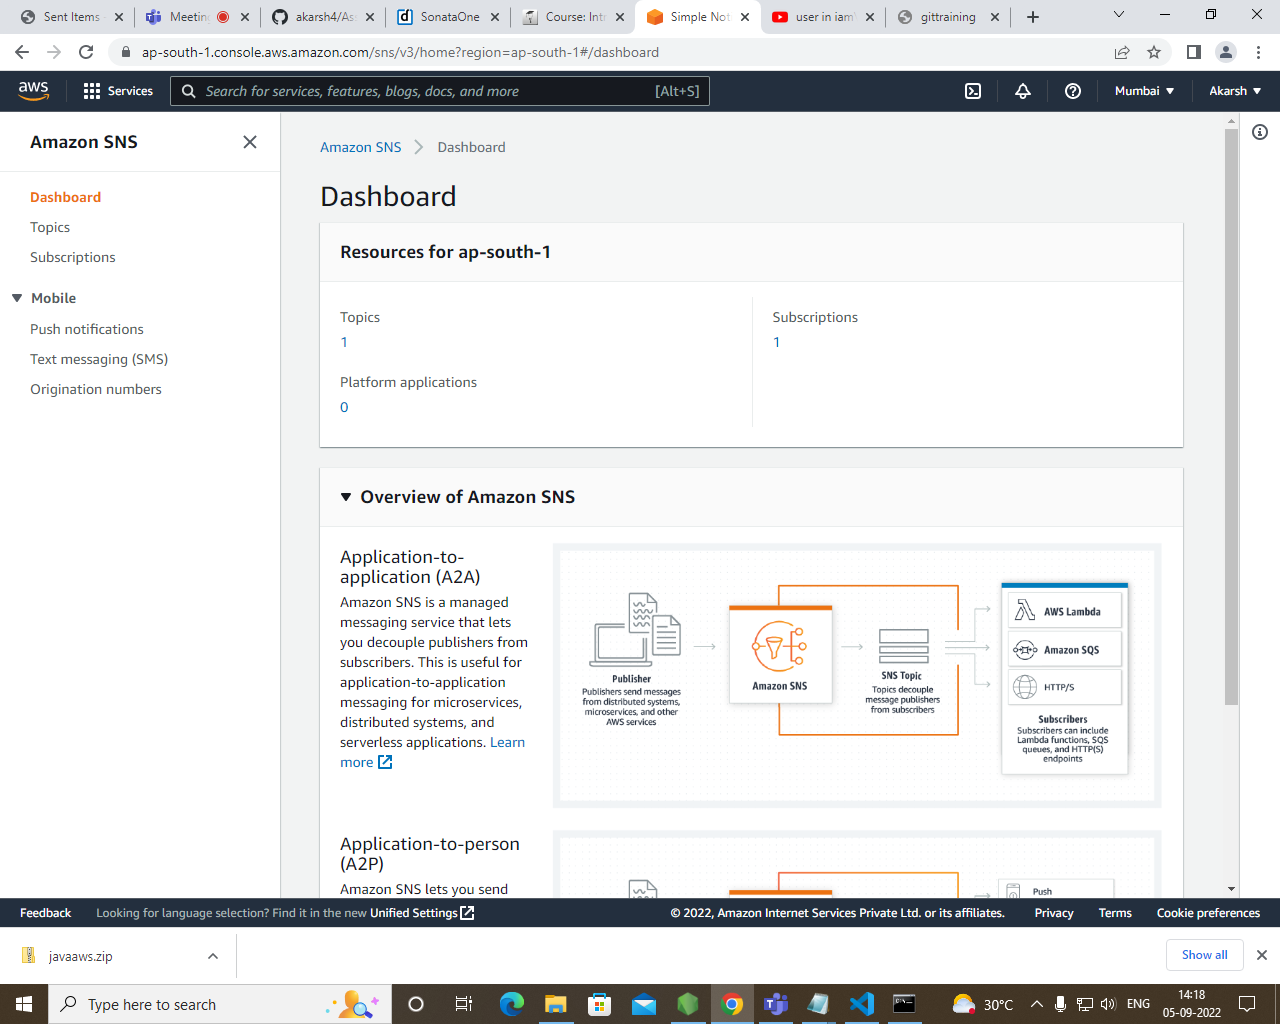 Sent Items
Meeting
akarsh4/As
SonataOne
Course: Intr
Simple Not
user in iam
gittraining
ap-south-1.console.aws.amazon.com/sns/v3/home?region=ap-south-1#/dashboard
aws
Services
Search for services, features, blogs, docs, and more
[Alt+S]
Mumbai
Akarsh
Amazon SNS
Dashboard
Topics
Subscriptions
Mobile
Push notifications
Text messaging (SMS)
Origination numbers
Amazon SNS
Dashboard
Dashboard
Resources for ap-south-1
Topics
1
Subscriptions
1
Platform applications
0
Overview of Amazon SNS
Application-to-
application (A2A)
Amazon SNS is a managed
messaging service that lets
you decouple publishers from
subscribers. This is useful for
application-to-application
messaging for microservices,
distributed systems, and
serverless applications. Learn
more
Publisher
Publishers send messages
from distributed systems,
microservices, and other
AWS services
Amazon SNS
SNS Topic
Topics decouple
message publishers
from subscribers
AWS Lambda
Amazon SQS
HTTP/S
Subscribers
Subscribers can include
Lambda functions, SQS
queues, and HTTP(S)
endpoints
Application-to-person
(A2P)
Amazon SNS lets you send
Push
Feedback
Looking for language selection? Find it in the new Unified Settings
© 2022, Amazon Internet Services Private Ltd. or its affiliates.
Privacy
Terms
Cookie preferences
javaaws.zip
Show all
Type here to search
30°C
ENG
14:18
05-09-2022